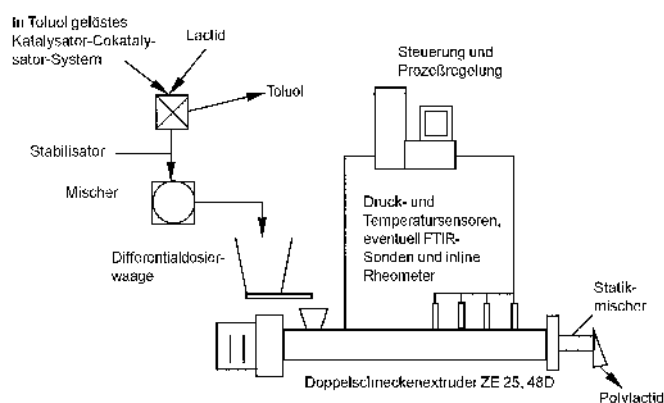 in Toluol gelöstes
Katalysator-Cokataly-
sator-System
Lactid
Toluol
Stabilisator
Mischer
Differentialdosier-
waage
Steuerung und
Prozeßregelung
Druck- und
Temperatursensoren,
eventuell FTIR-
Sonden und inline
Rheometer
Statik-
mischer
Doppelschneckenextruder ZE 25, 48D
Polylactid